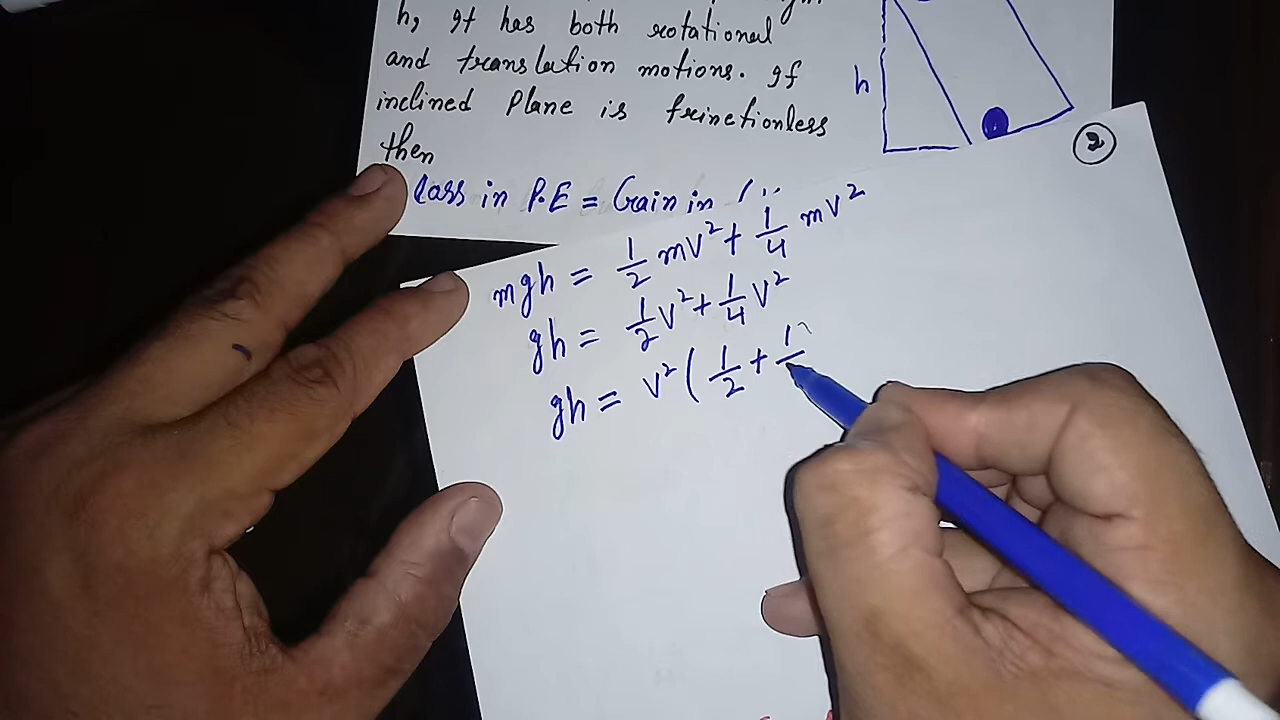 h, It has both rotational
and translation motions. If
inclined Plane is frinctionless
then
h
2
Loss in P.E = Gain in
mgh = 1/2 mv² + 1/4 mv²
gh = 1/2 v² + 1/4 v²
gh = v² ( 1/2 + 1